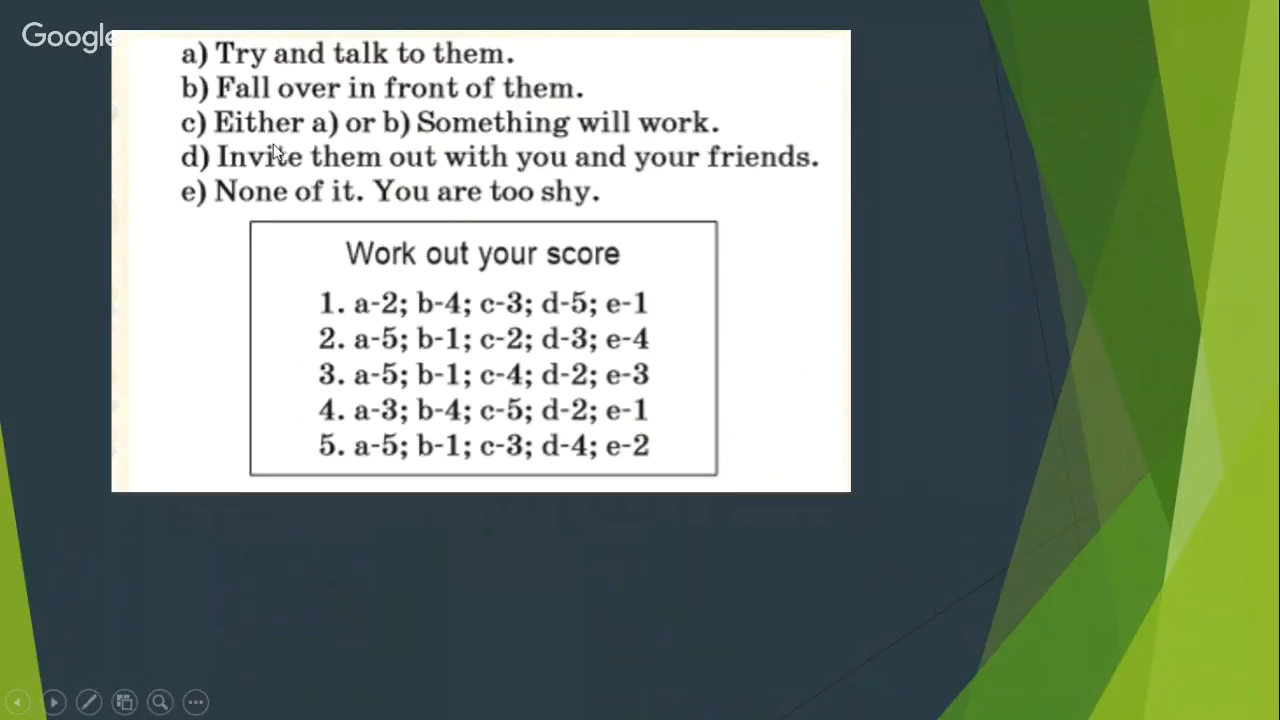 Google
a) Try and talk to them.
b) Fall over in front of them.
c) Either a) or b) Something will work.
d) Invite them out with you and your friends.
e) None of it. You are too shy.
Work out your score
1. a-2; b-4; c-3; d-5; e-1
2. a-5; b-1; c-2; d-3; e-4
3. a-5; b-1; c-4; d-2; e-3
4. a-3; b-4; c-5; d-2; e-1
5. a-5; b-1; c-3; d-4; e-2